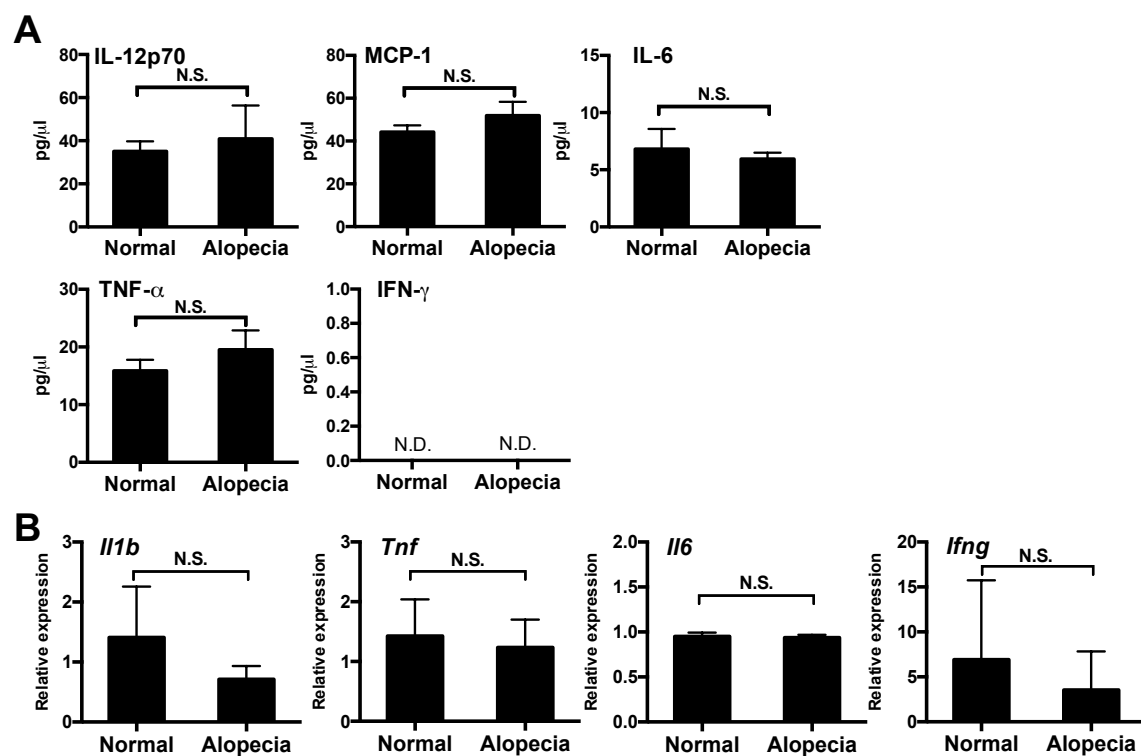 A
IL-12p70
N.S.
pg/μl
80
60
40
20
0
Normal Alopecia
MCP-1
N.S.
pg/μl
80
60
40
20
0
Normal Alopecia
IL-6
N.S.
pg/μl
15
10
5
0
Normal Alopecia
TNF-α
N.S.
pg/μl
30
20
10
0
Normal Alopecia
IFN-γ
pg/μl
1.0
0.8
0.6
0.4
0.2
0.0
N.D. N.D.
Normal Alopecia
B
Il1b
N.S.
Relative expression
3
2
1
0
Normal Alopecia
Tnf
N.S.
Relative expression
3
2
1
0
Normal Alopecia
Il6
N.S.
Relative expression
2.0
1.5
1.0
0.5
0.0
Normal Alopecia
Ifng
N.S.
Relative expression
20
15
10
5
0
Normal Alopecia